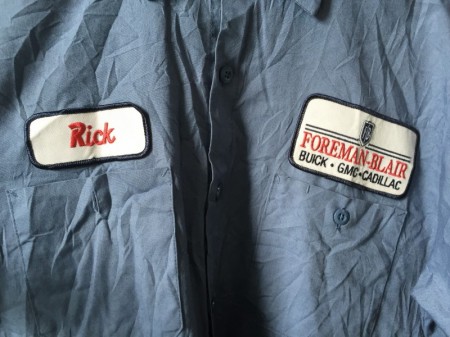 Rick
FOREMAN-BLAIR
BUICK • GMC • CADILLAC